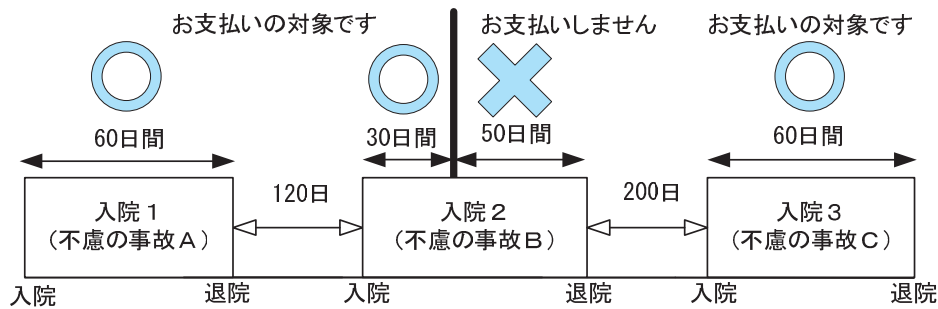 お支払いの対象です
お支払いしません
お支払いの対象です
60日間
30日間
50日間
60日間
入院１
（不慮の事故Ａ）
120日
入院２
（不慮の事故Ｂ）
200日
入院３
（不慮の事故Ｃ）
入院
退院
入院
退院
入院
退院